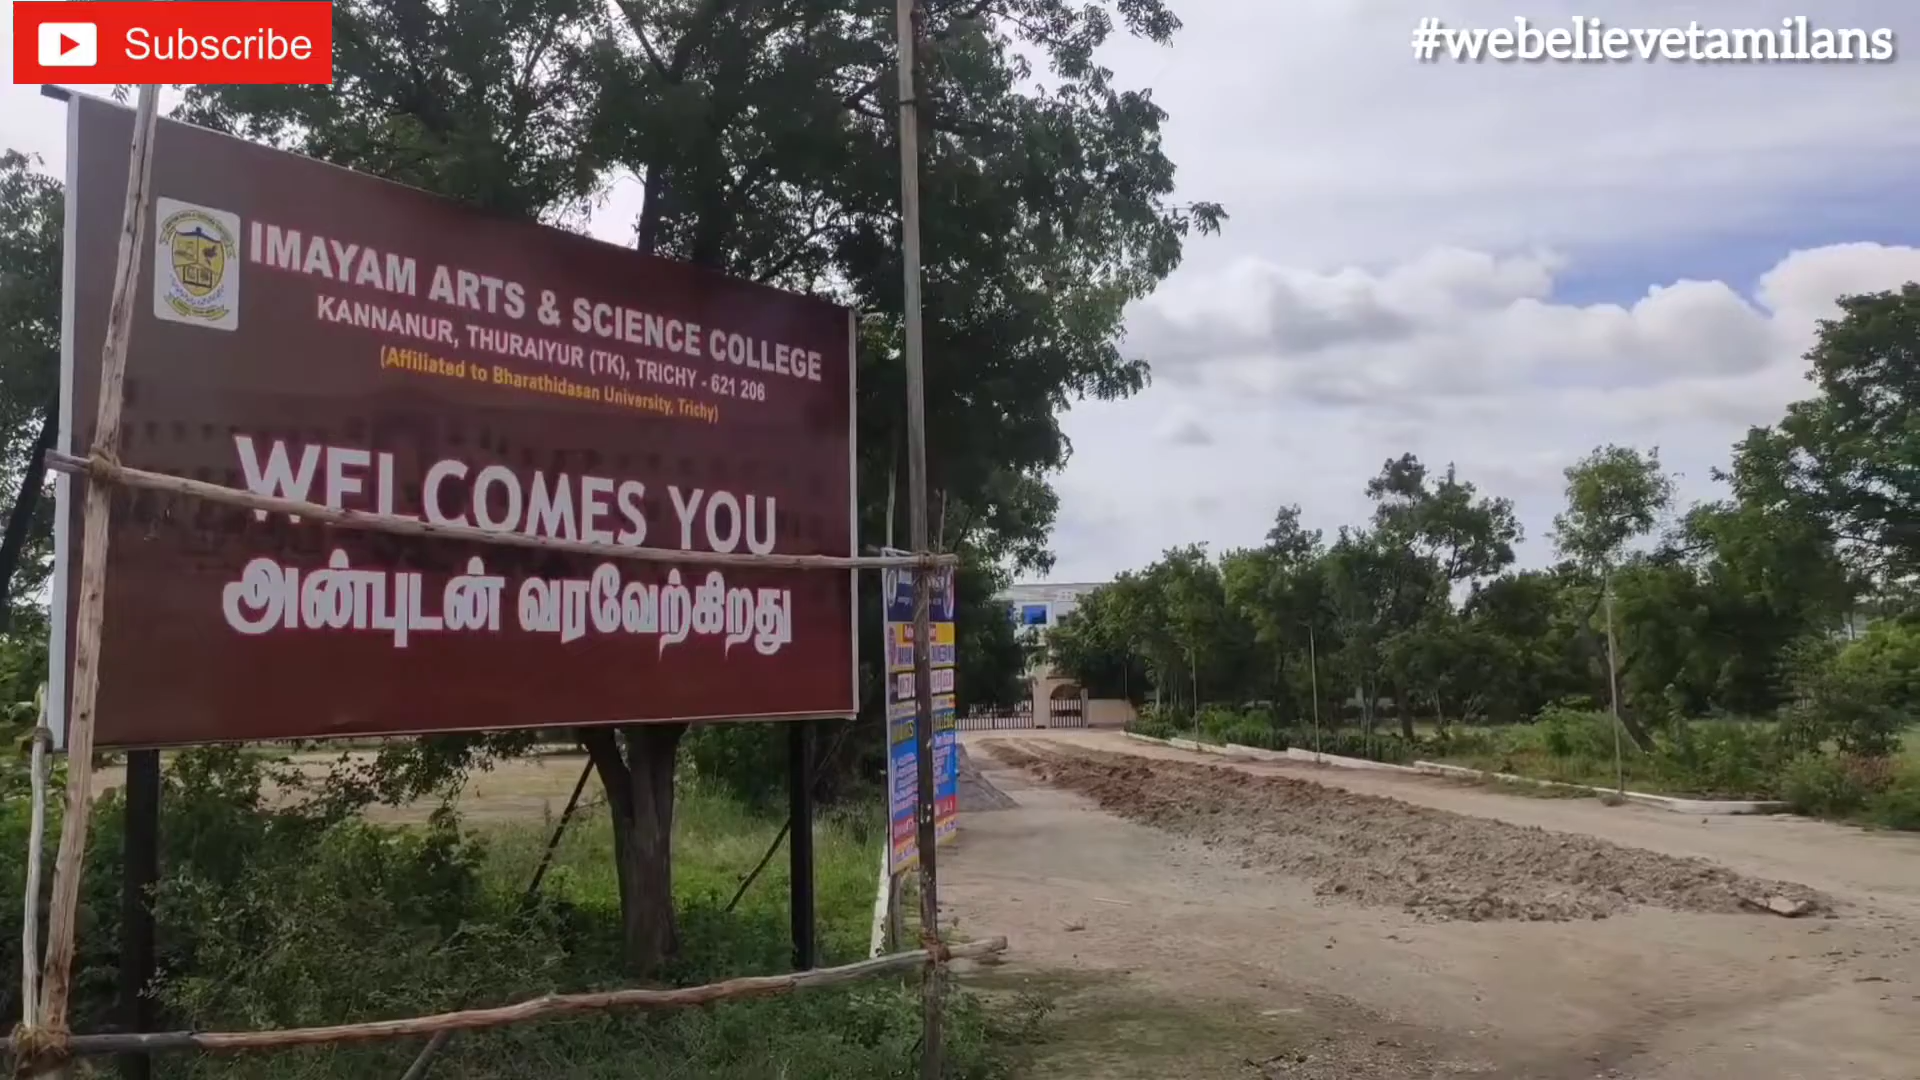 Subscribe
#webelievetamilans
IMAYAM ARTS & SCIENCE COLLEGE
KANNANUR, THURAIYUR (TK), TRICHY - 621 206
(Affiliated to Bharathidasan University, Trichy)
WELCOMES YOU
அன்புடன் வரவேற்கிறது